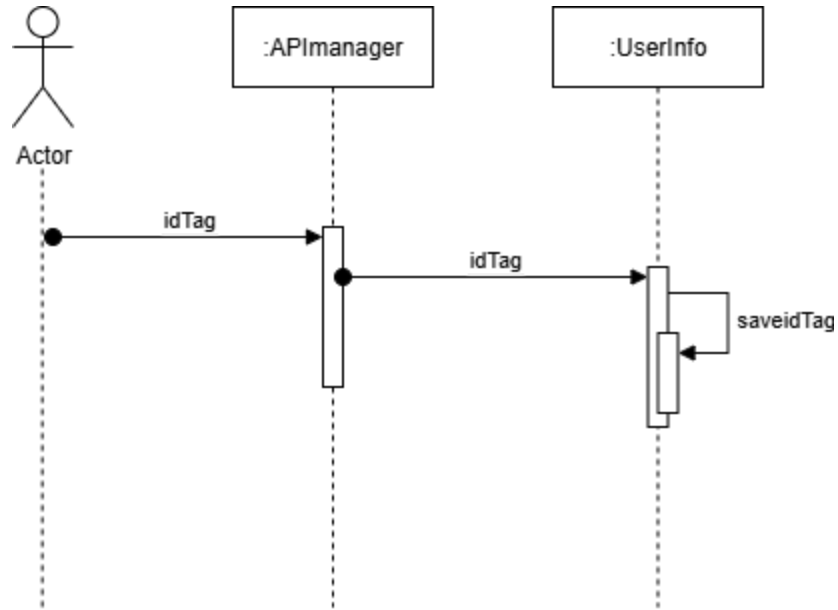 :APImanager
:UserInfo
Actor
idTag
idTag
saveidTag